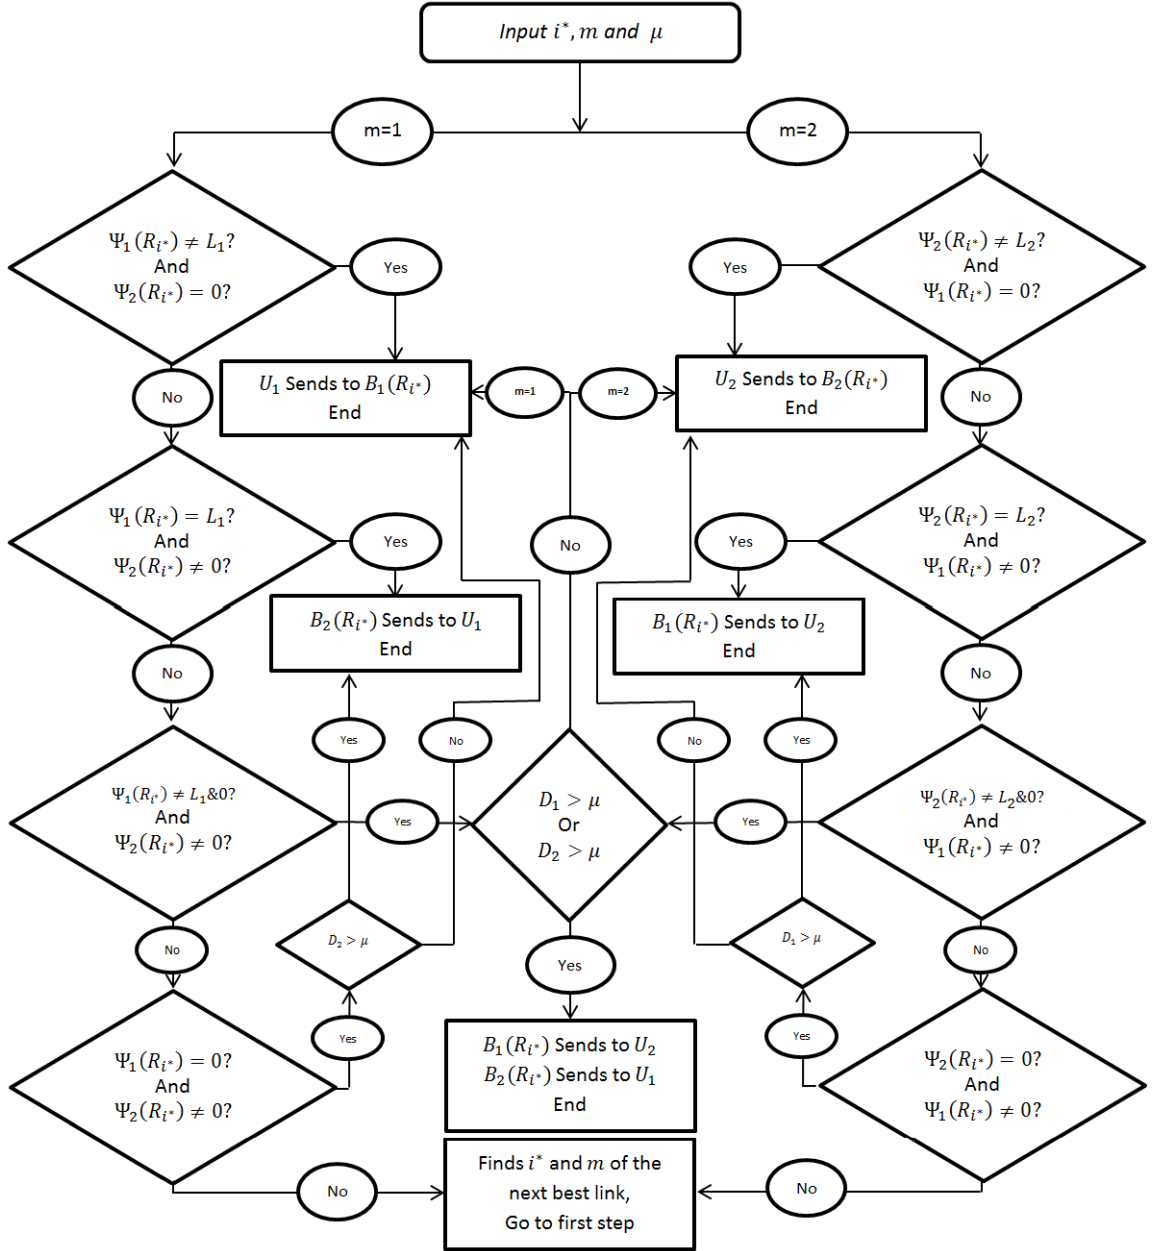 Input i*, m and μ
m=1
m=2
Ψ₁(Rᵢ*) ≠ L₁?
And
Ψ₂(Rᵢ*) = 0?
Yes
Yes
Ψ₂(Rᵢ*) ≠ L₂?
And
Ψ₁(Rᵢ*) = 0?
No
U₁ Sends to B₁(Rᵢ*)
End
m=1
m=2
U₂ Sends to B₂(Rᵢ*)
End
No
Ψ₁(Rᵢ*) = L₁?
And
Ψ₂(Rᵢ*) ≠ 0?
Yes
No
Yes
Ψ₂(Rᵢ*) = L₂?
And
Ψ₁(Rᵢ*) ≠ 0?
B₂(Rᵢ*) Sends to U₁
End
B₁(Rᵢ*) Sends to U₂
End
No
No
Yes
No
No
Yes
Ψ₁(Rᵢ*) ≠ L₁&0?
And
Ψ₂(Rᵢ*) ≠ 0?
Yes
D₁ > μ
Or
D₂ > μ
Yes
Ψ₂(Rᵢ*) ≠ L₂&0?
And
Ψ₁(Rᵢ*) ≠ 0?
No
D₂ > μ
Yes
D₁ > μ
No
Ψ₁(Rᵢ*) = 0?
And
Ψ₂(Rᵢ*) ≠ 0?
Yes
B₁(Rᵢ*) Sends to U₂
B₂(Rᵢ*) Sends to U₁
End
Yes
Ψ₂(Rᵢ*) = 0?
And
Ψ₁(Rᵢ*) ≠ 0?
No
Finds i* and m of the
next best link,
Go to first step
No